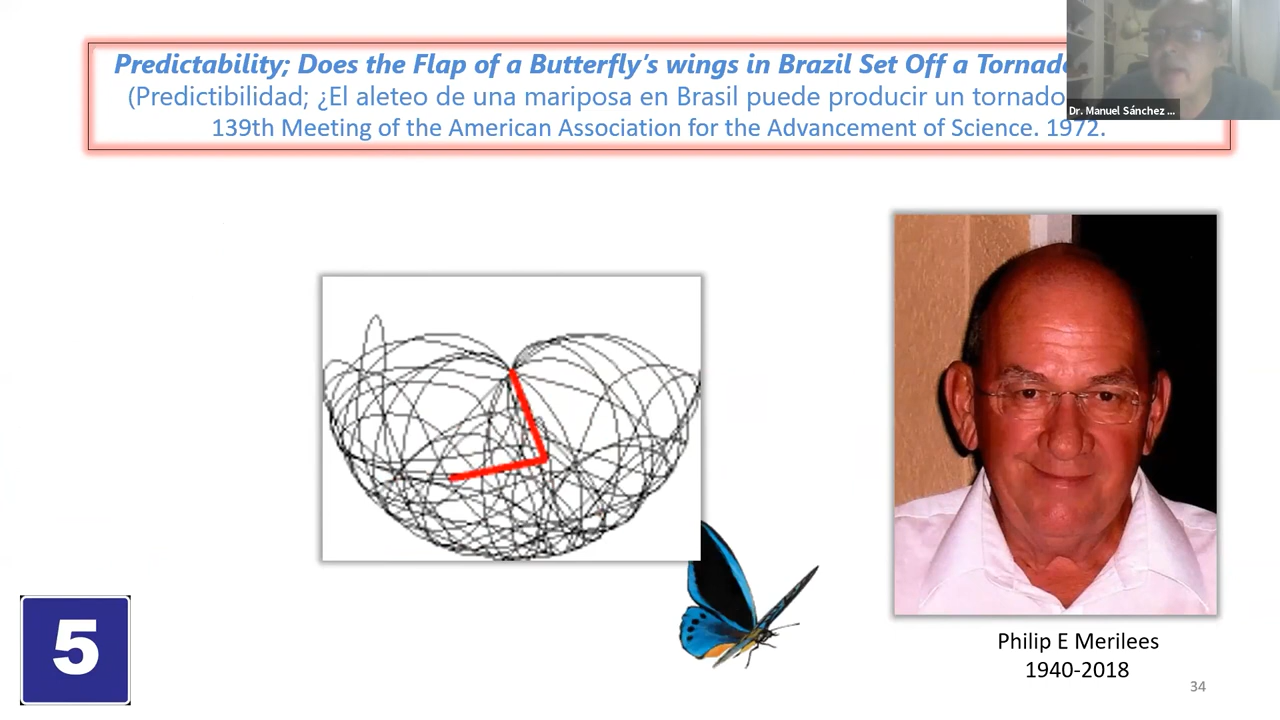 Predictability; Does the Flap of a Butterfly's wings in Brazil Set Off a Tornad
(Predictibilidad; ¿El aleteo de una mariposa en Brasil puede producir un tornado
139th Meeting of the American Association for the Advancement of Science. 1972.
Dr. Manuel Sánchez ...
Philip E Merilees
1940-2018
5
34